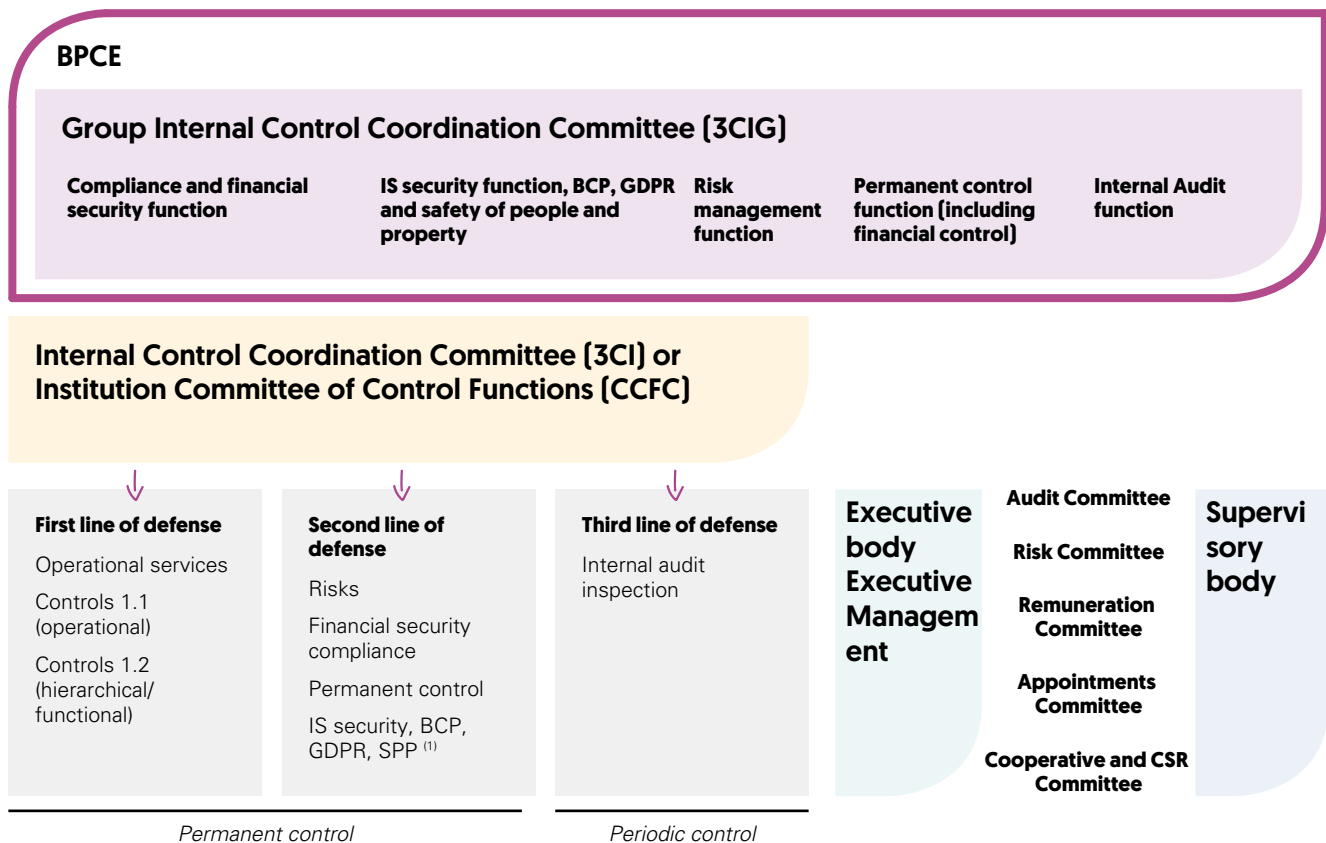 BPCE
Group Internal Control Coordination Committee (3CIG)
Compliance and financial
security function
IS security function, BCP, GDPR
and safety of people and
property
Risk
management
function
Permanent control
function (including
financial control)
Internal Audit
function
Internal Control Coordination Committee (3CI) or
Institution Committee of Control Functions (CCFC)
First line of defense
Operational services
Controls 1.1
(operational)
Controls 1.2
(hierarchical/
functional)
Second line of
defense
Risks
Financial security
compliance
Permanent control
IS security, BCP,
GDPR, SPP (1)
Third line of defense
Internal audit
inspection
Executive
body
Executive
Managem
ent
Audit Committee
Risk Committee
Remuneration
Committee
Appointments
Committee
Cooperative and CSR
Committee
Supervi
sory
body
Permanent control
Periodic control